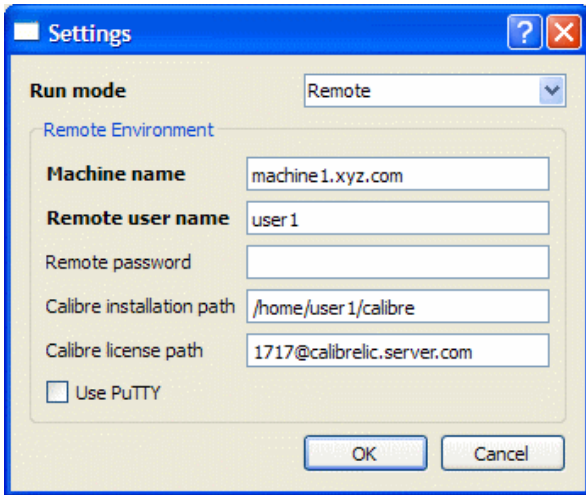 Settings
Run mode Remote
Remote Environment
Machine name machine1.xyz.com
Remote user name user1
Remote password
Calibre installation path /home/user1/calibre
Calibre license path 1717@calibrelic.server.com
Use PuTTY
OK Cancel